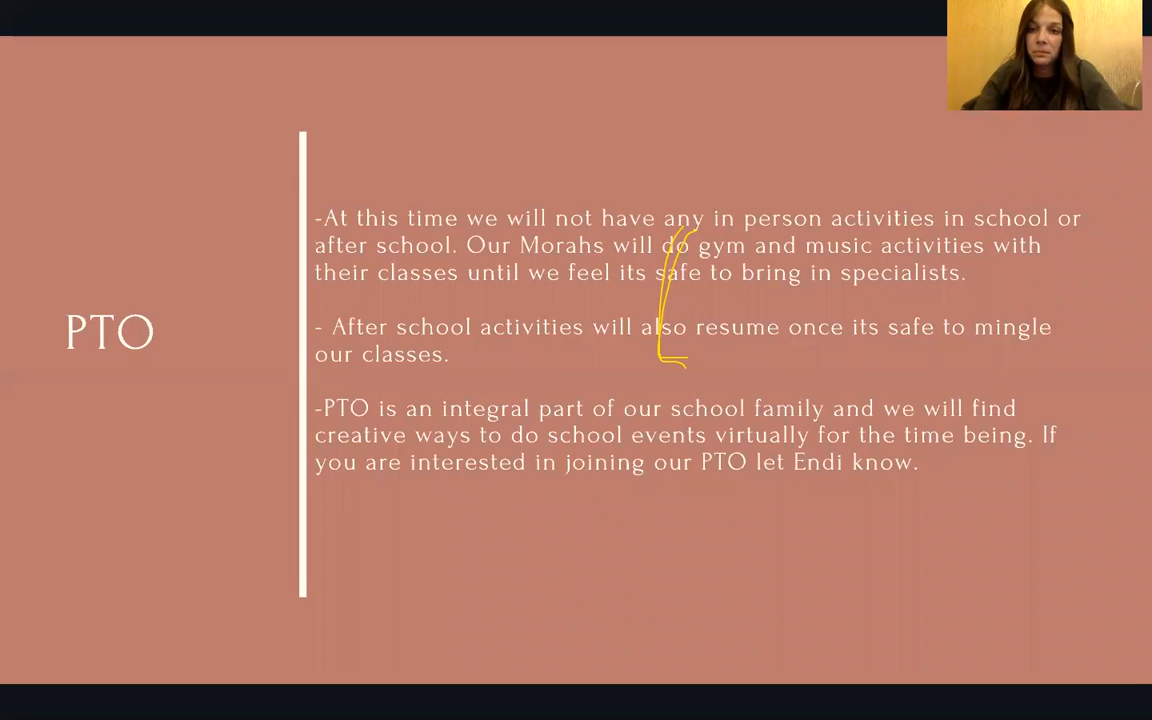 PTO
-At this time we will not have any in person activities in school or
after school. Our Morahs will do gym and music activities with
their classes until we feel its safe to bring in specialists.
- After school activities will also resume once its safe to mingle
our classes.
-PTO is an integral part of our school family and we will find
creative ways to do school events virtually for the time being. If
you are interested in joining our PTO let Endi know.